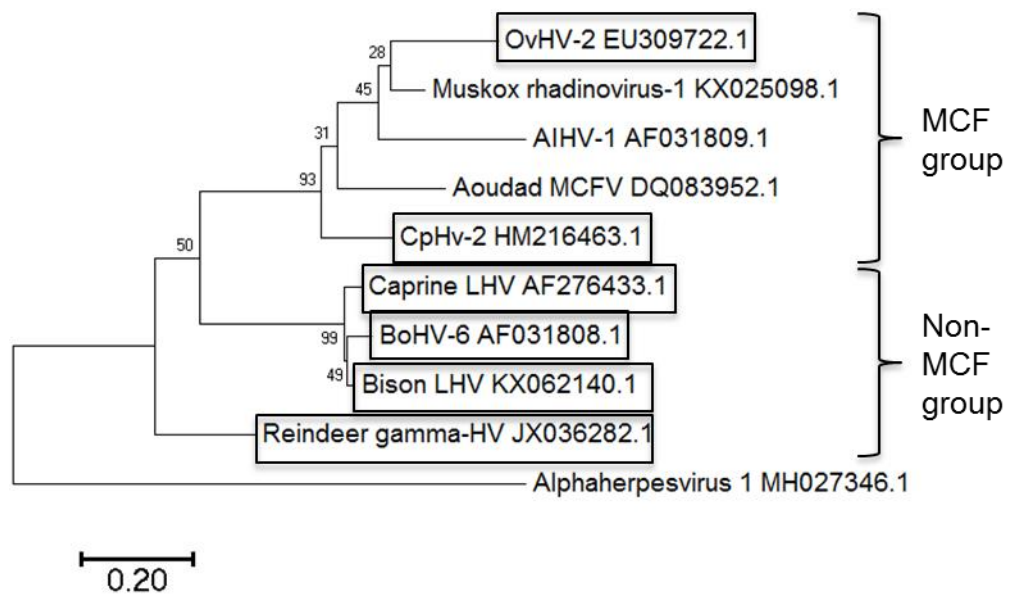 28
OvHV-2 EU309722.1
45
Muskox rhadinovirus-1 KX025098.1
31
AlHV-1 AF031809.1
93
Aoudad MCFV DQ083952.1
50
CpHv-2 HM216463.1
MCF
group
Caprine LHV AF276433.1
99
BoHV-6 AF031808.1
49
Bison LHV KX062140.1
Reindeer gamma-HV JX036282.1
Non-
MCF
group
Alphaherpesvirus 1 MH027346.1
0.20